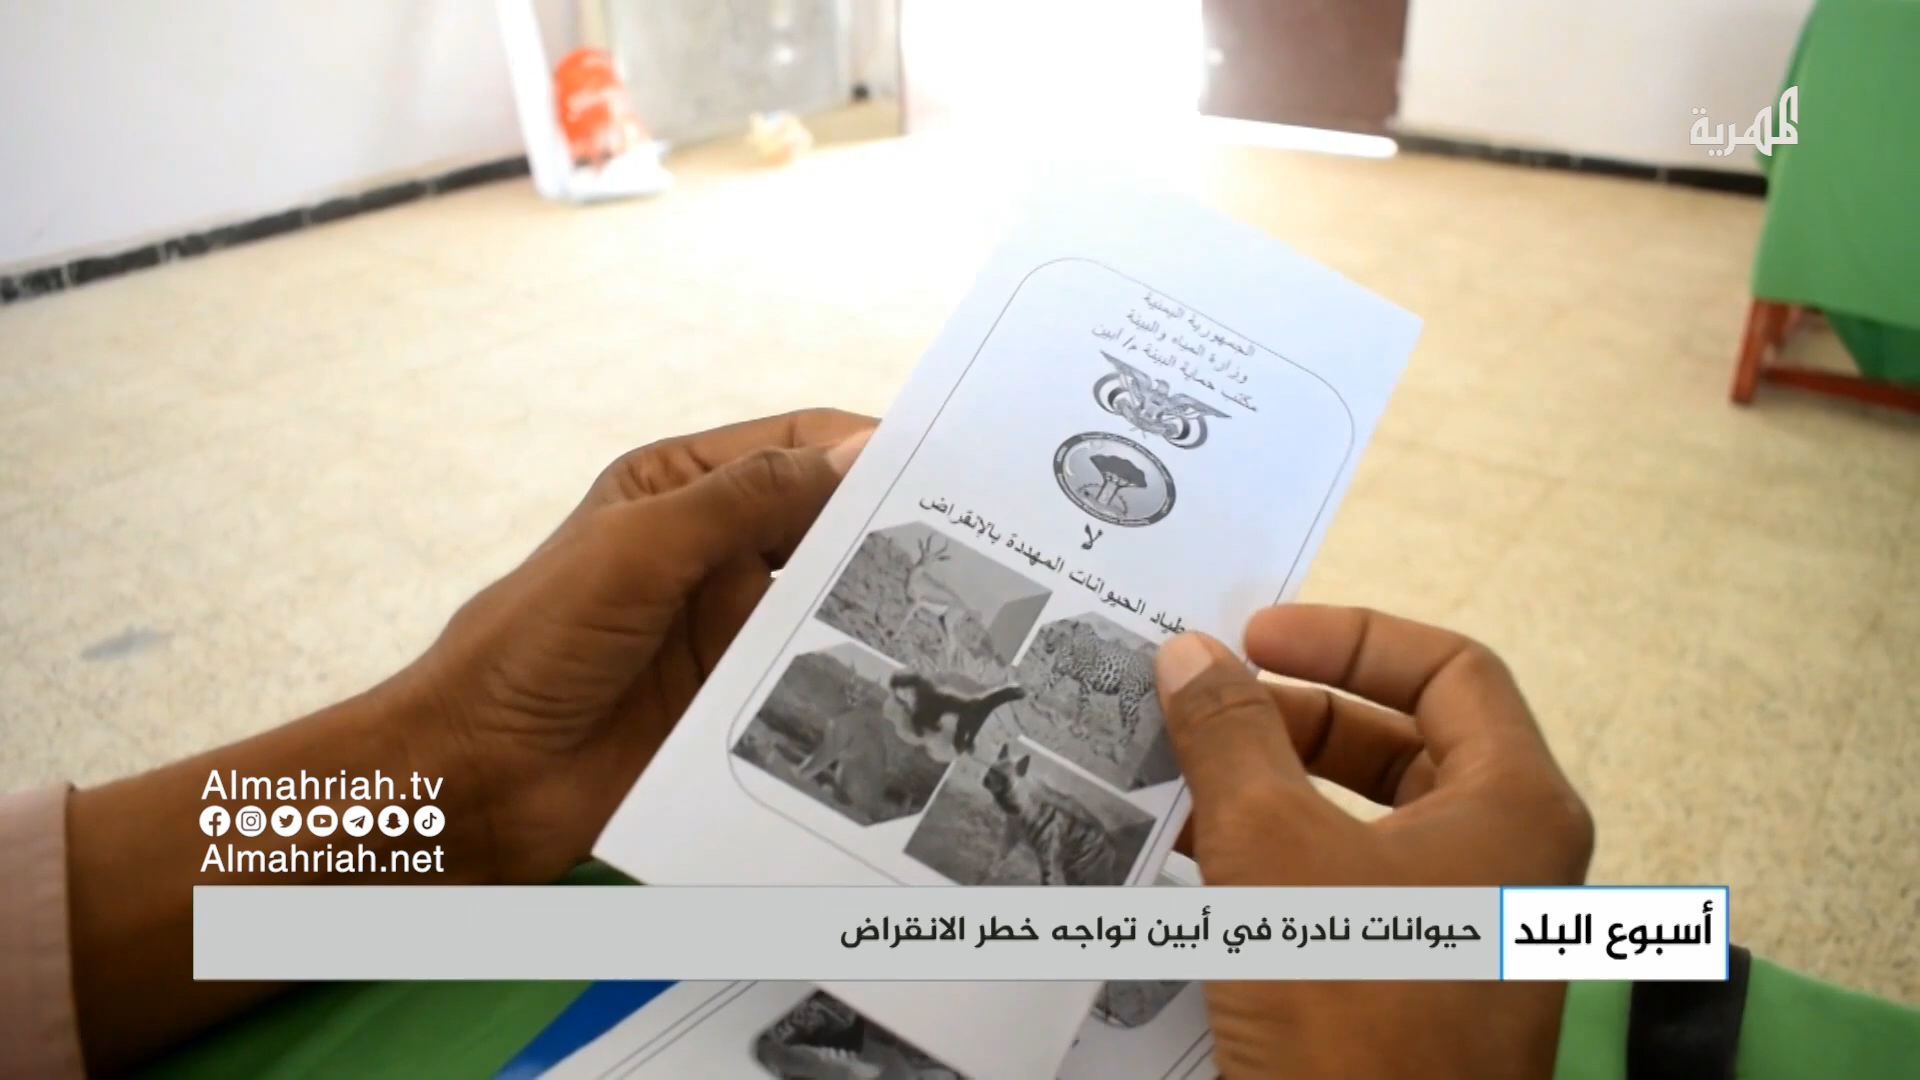 المهرية
الجمهورية اليمنية
وزارة المياه والبيئة
مكتب حماية البيئة م/ أبين
لا
الحيوانات المهددة بالإنقراض
Almahriah.tv
Almahriah.net
أسبوع البلد
حيوانات نادرة في أبين تواجه خطر الانقراض